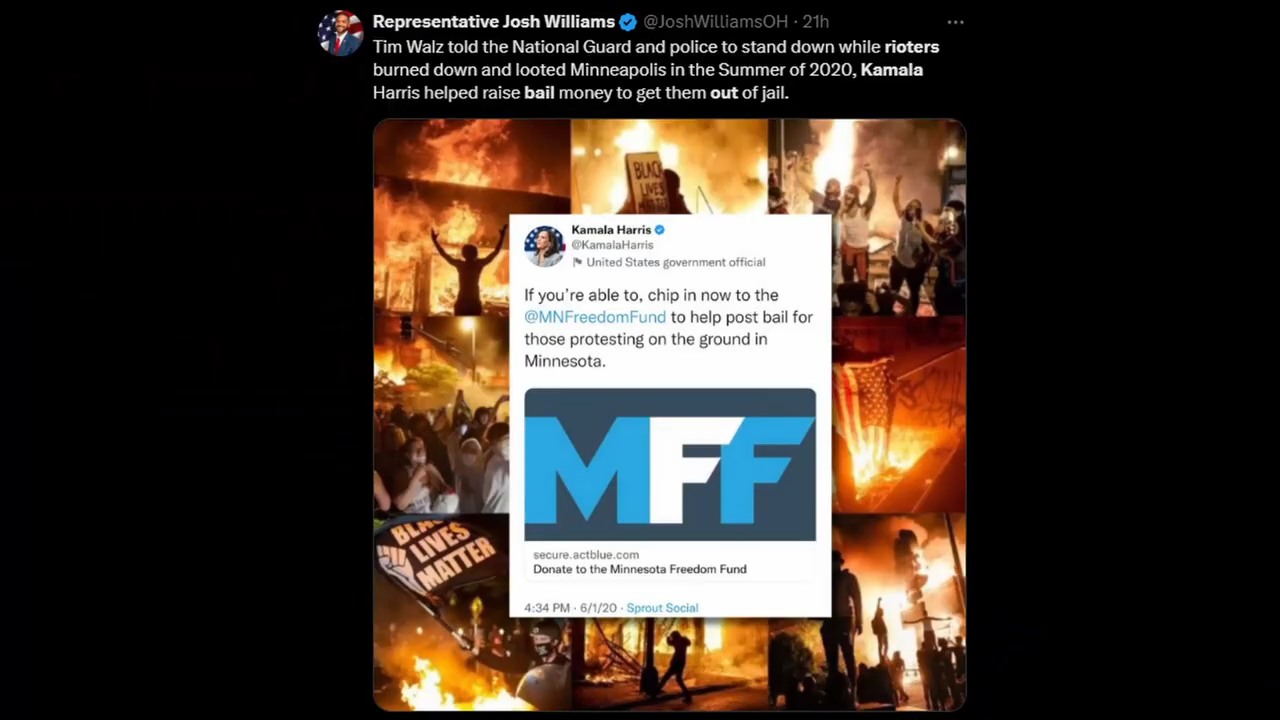 Representative Josh Williams @JoshWilliamsOH · 21h ...
Tim Walz told the National Guard and police to stand down while rioters
burned down and looted Minneapolis in the Summer of 2020, Kamala
Harris helped raise bail money to get them out of jail.
BLACK
LIVES
Kamala Harris
@KamalaHarris
United States government official
If you're able to, chip in now to the
@MNFreedomFund to help post bail for
those protesting on the ground in
Minnesota.
MFF
secure.actblue.com
Donate to the Minnesota Freedom Fund
4:34 PM · 6/1/20 · Sprout Social
BLACK
LIVES
MATTER